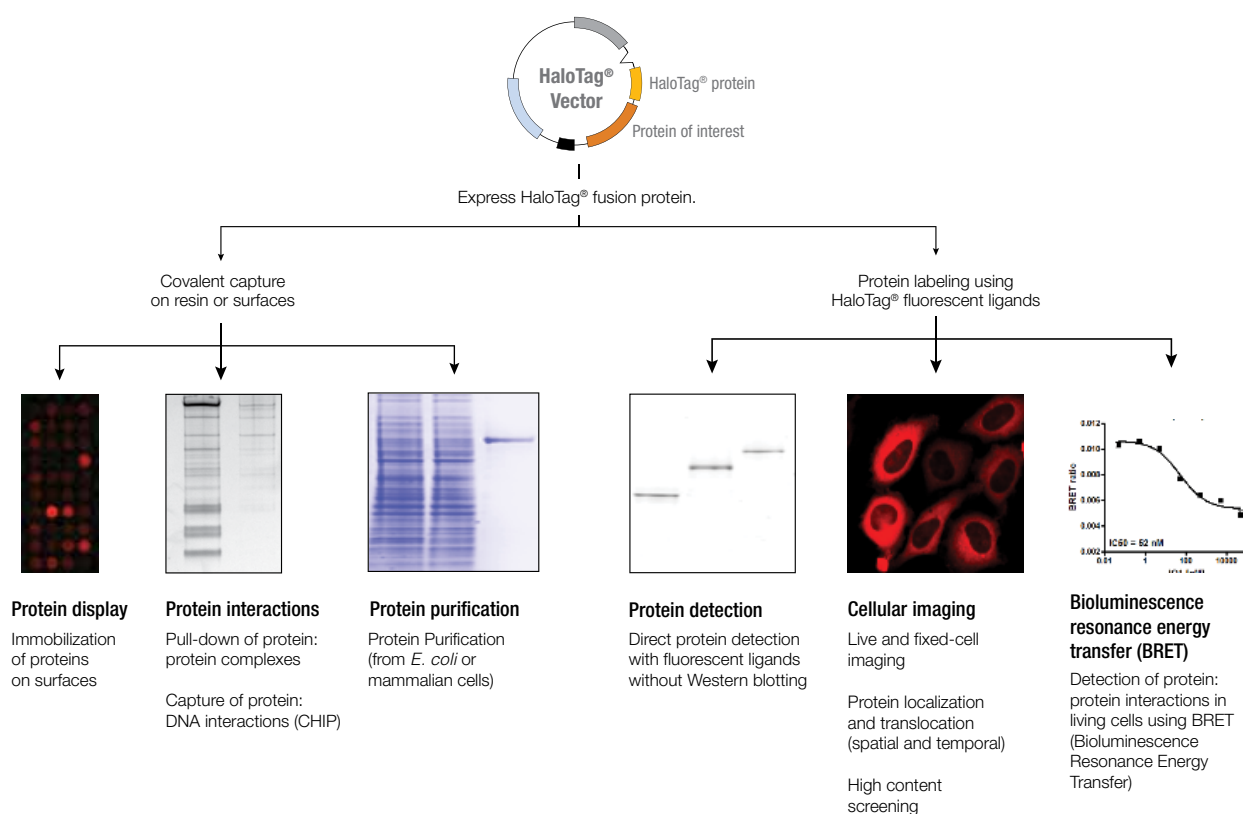 HaloTag®
Vector
HaloTag® protein
Protein of interest
Express HaloTag® fusion protein.
Covalent capture
on resin or surfaces
Protein labeling using
HaloTag® fluorescent ligands
Protein display
Immobilization
of proteins
on surfaces
Protein interactions
Pull-down of protein:
protein complexes
Capture of protein:
DNA interactions (CHIP)
Protein purification
Protein Purification
(from E. coli or
mammalian cells)
Protein detection
Direct protein detection
with fluorescent ligands
without Western blotting
Cellular imaging
Live and fixed-cell
imaging
Protein localization
and translocation
(spatial and temporal)
High content
screening
0.012
0.010
0.008
0.006
0.004
0.002
BRET ratio
IC50 = 52 nM
0.01
1
100
10000
Bioluminescence
resonance energy
transfer (BRET)
Detection of protein:
protein interactions in
living cells using BRET
(Bioluminescence
Resonance Energy
Transfer)